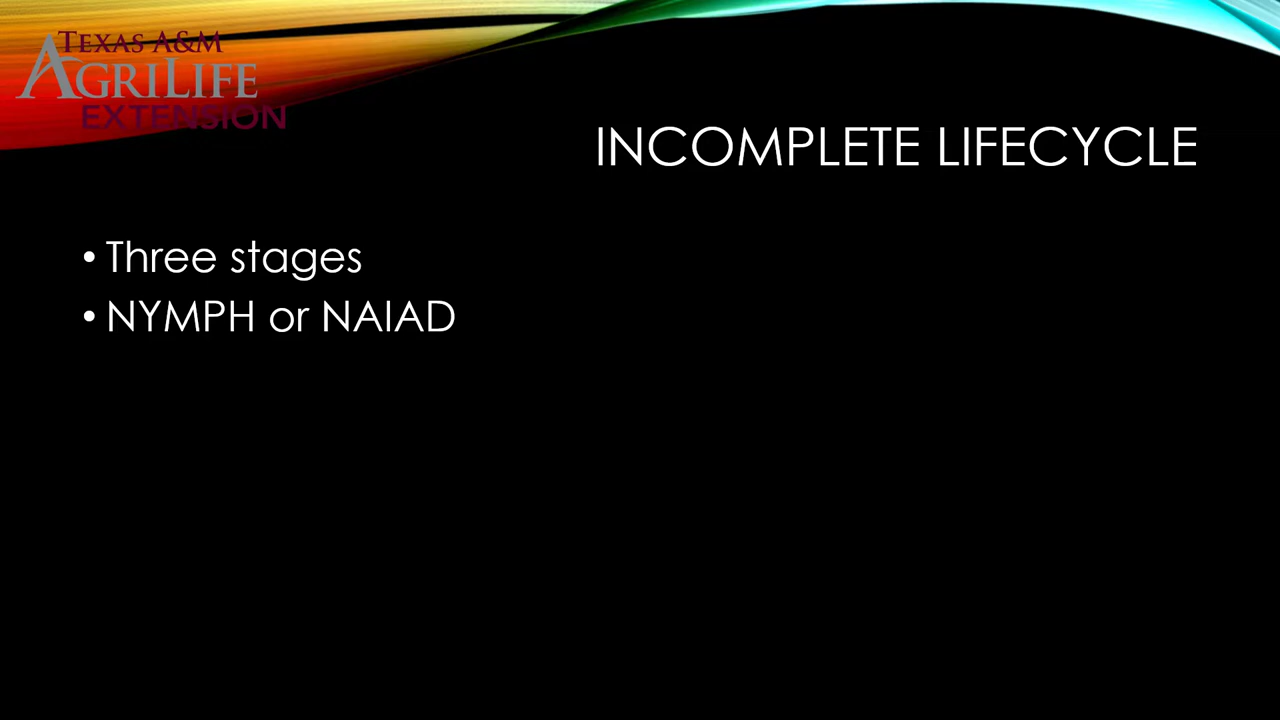 TEXAS A&M
AGRILIFE
EXTENSION
INCOMPLETE LIFECYCLE
• Three stages
• NYMPH or NAIAD